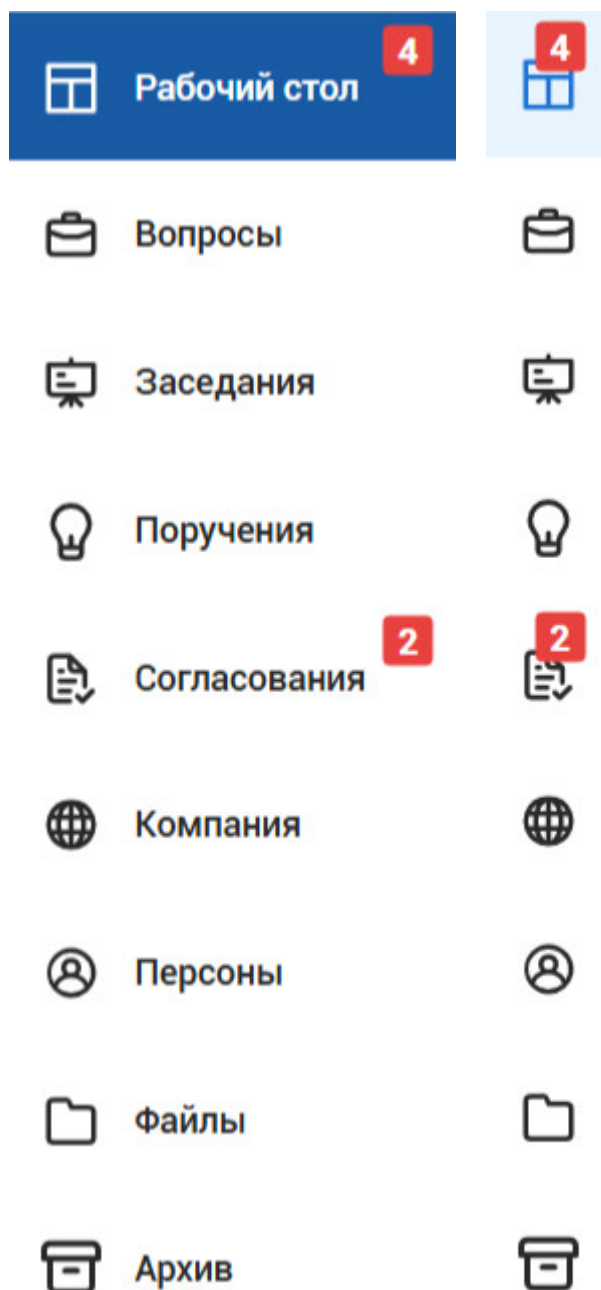 4 4
Рабочий стол
Вопросы
Заседания
Поручения
2 2
Согласования
Компания
Персоны
Файлы
Архив